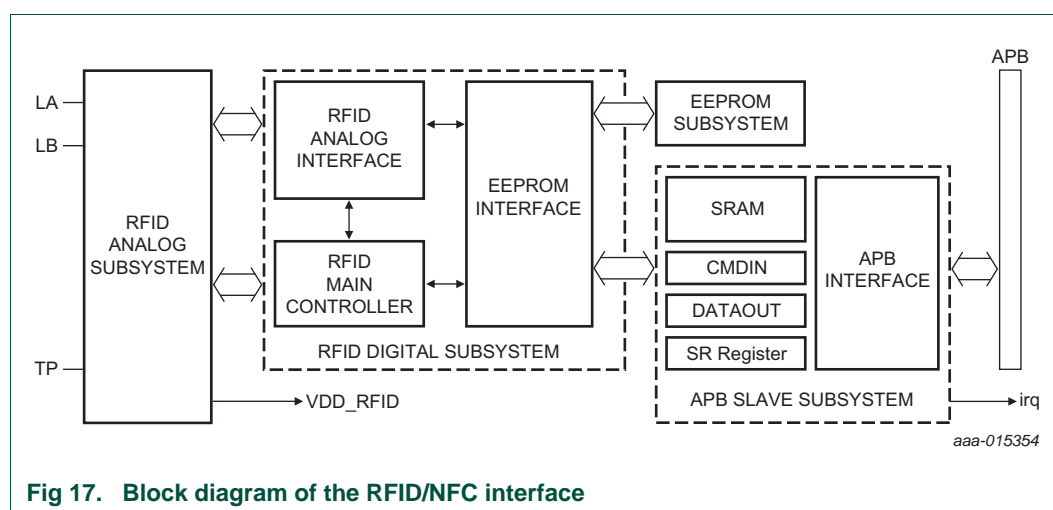 APB
LA
LB
TP
RFID
ANALOG
SUBSYSTEM
RFID
ANALOG
INTERFACE
RFID
MAIN
CONTROLLER
EEPROM
INTERFACE
RFID DIGITAL SUBSYSTEM
EEPROM
SUBSYSTEM
SRAM
CMDIN
DATAOUT
SR Register
APB
INTERFACE
APB SLAVE SUBSYSTEM
VDD_RFID
irq
aaa-015354
Fig 17. Block diagram of the RFID/NFC interface